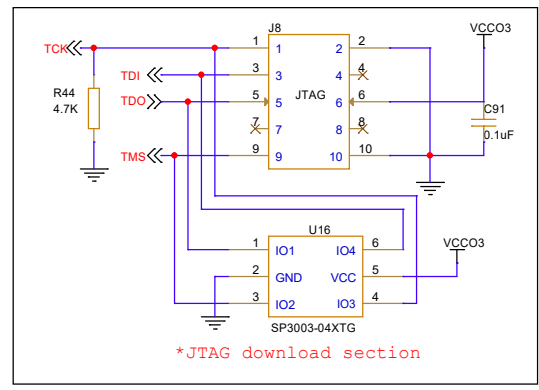 J8
VCCO3
TCK
1 1 2 2
TDI
3 3 4 4
R44
4.7K
JTAG
TDO
5 5 6 6
C91
0.1uF
7 7 8 8
TMS
9 9 10 10
U16
VCCO3
1 IO1 IO4 6
2 GND VCC 5
3 IO2 IO3 4
SP3003-04XTG
*JTAG download section